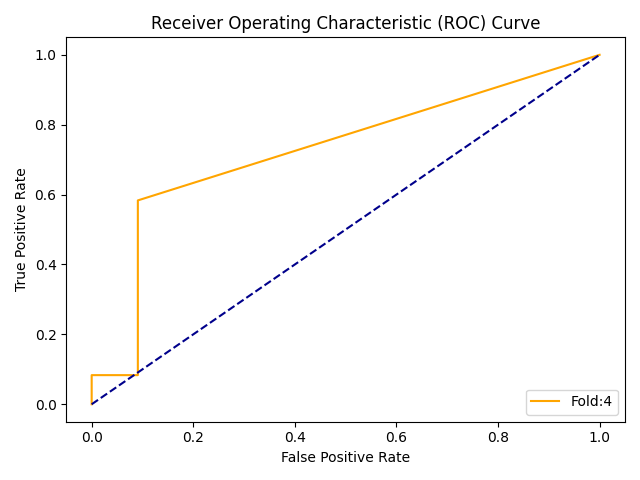 Receiver Operating Characteristic (ROC) Curve
1.0
0.8
0.6
0.4
0.2
0.0
True Positive Rate
0.0 0.2 0.4 0.6 0.8 1.0
False Positive Rate
Fold:4